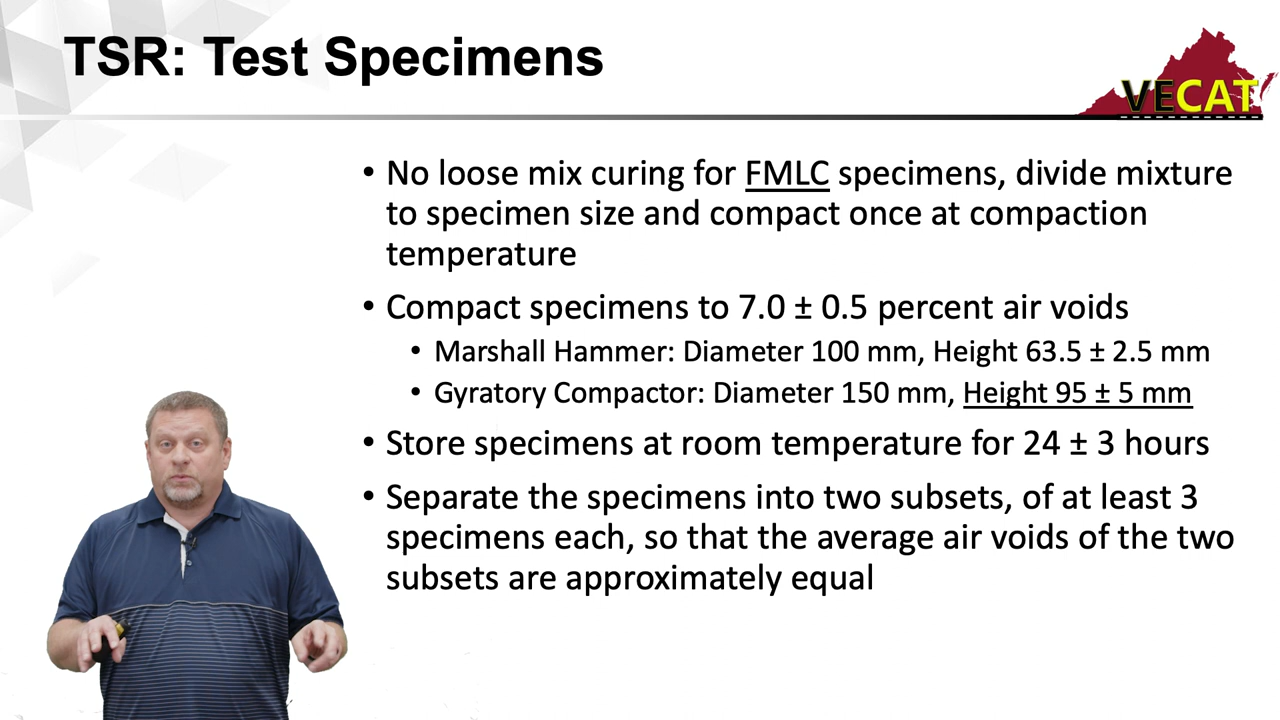 TSR: Test Specimens
VECAT
• No loose mix curing for FMLC specimens, divide mixture
to specimen size and compact once at compaction
temperature
• Compact specimens to 7.0 ± 0.5 percent air voids
• Marshall Hammer: Diameter 100 mm, Height 63.5 ± 2.5 mm
• Gyratory Compactor: Diameter 150 mm, Height 95 ± 5 mm
• Store specimens at room temperature for 24 ± 3 hours
• Separate the specimens into two subsets, of at least 3
specimens each, so that the average air voids of the two
subsets are approximately equal